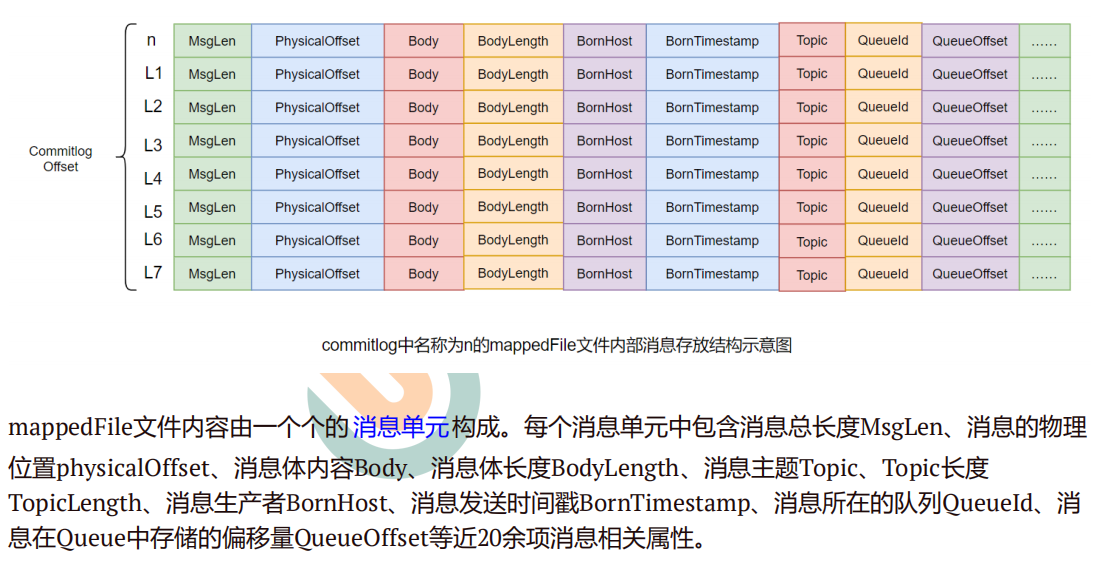 n MsgLen PhysicalOffset Body BodyLength BornHost BornTimestamp Topic QueueId QueueOffset ......
L1 MsgLen PhysicalOffset Body BodyLength BornHost BornTimestamp Topic QueueId QueueOffset ......
L2 MsgLen PhysicalOffset Body BodyLength BornHost BornTimestamp Topic QueueId QueueOffset ......
L3 MsgLen PhysicalOffset Body BodyLength BornHost BornTimestamp Topic QueueId QueueOffset ......
Commitlog
Offset
L4 MsgLen PhysicalOffset Body BodyLength BornHost BornTimestamp Topic QueueId QueueOffset ......
L5 MsgLen PhysicalOffset Body BodyLength BornHost BornTimestamp Topic QueueId QueueOffset ......
L6 MsgLen PhysicalOffset Body BodyLength BornHost BornTimestamp Topic QueueId QueueOffset ......
L7 MsgLen PhysicalOffset Body BodyLength BornHost BornTimestamp Topic QueueId QueueOffset ......
commitlog中名称为n的mappedFile文件内部消息存放结构示意图
mappedFile文件内容由一个个的消息单元构成。每个消息单元中包含消息总长度MsgLen、消息的物理
位置physicalOffset、消息体内容Body、消息体长度BodyLength、消息主题Topic、Topic长度
TopicLength、消息生产者BornHost、消息发送时间戳BornTimestamp、消息所在的队列QueueId、消
息在Queue中存储的偏移量QueueOffset等近20余项消息相关属性。